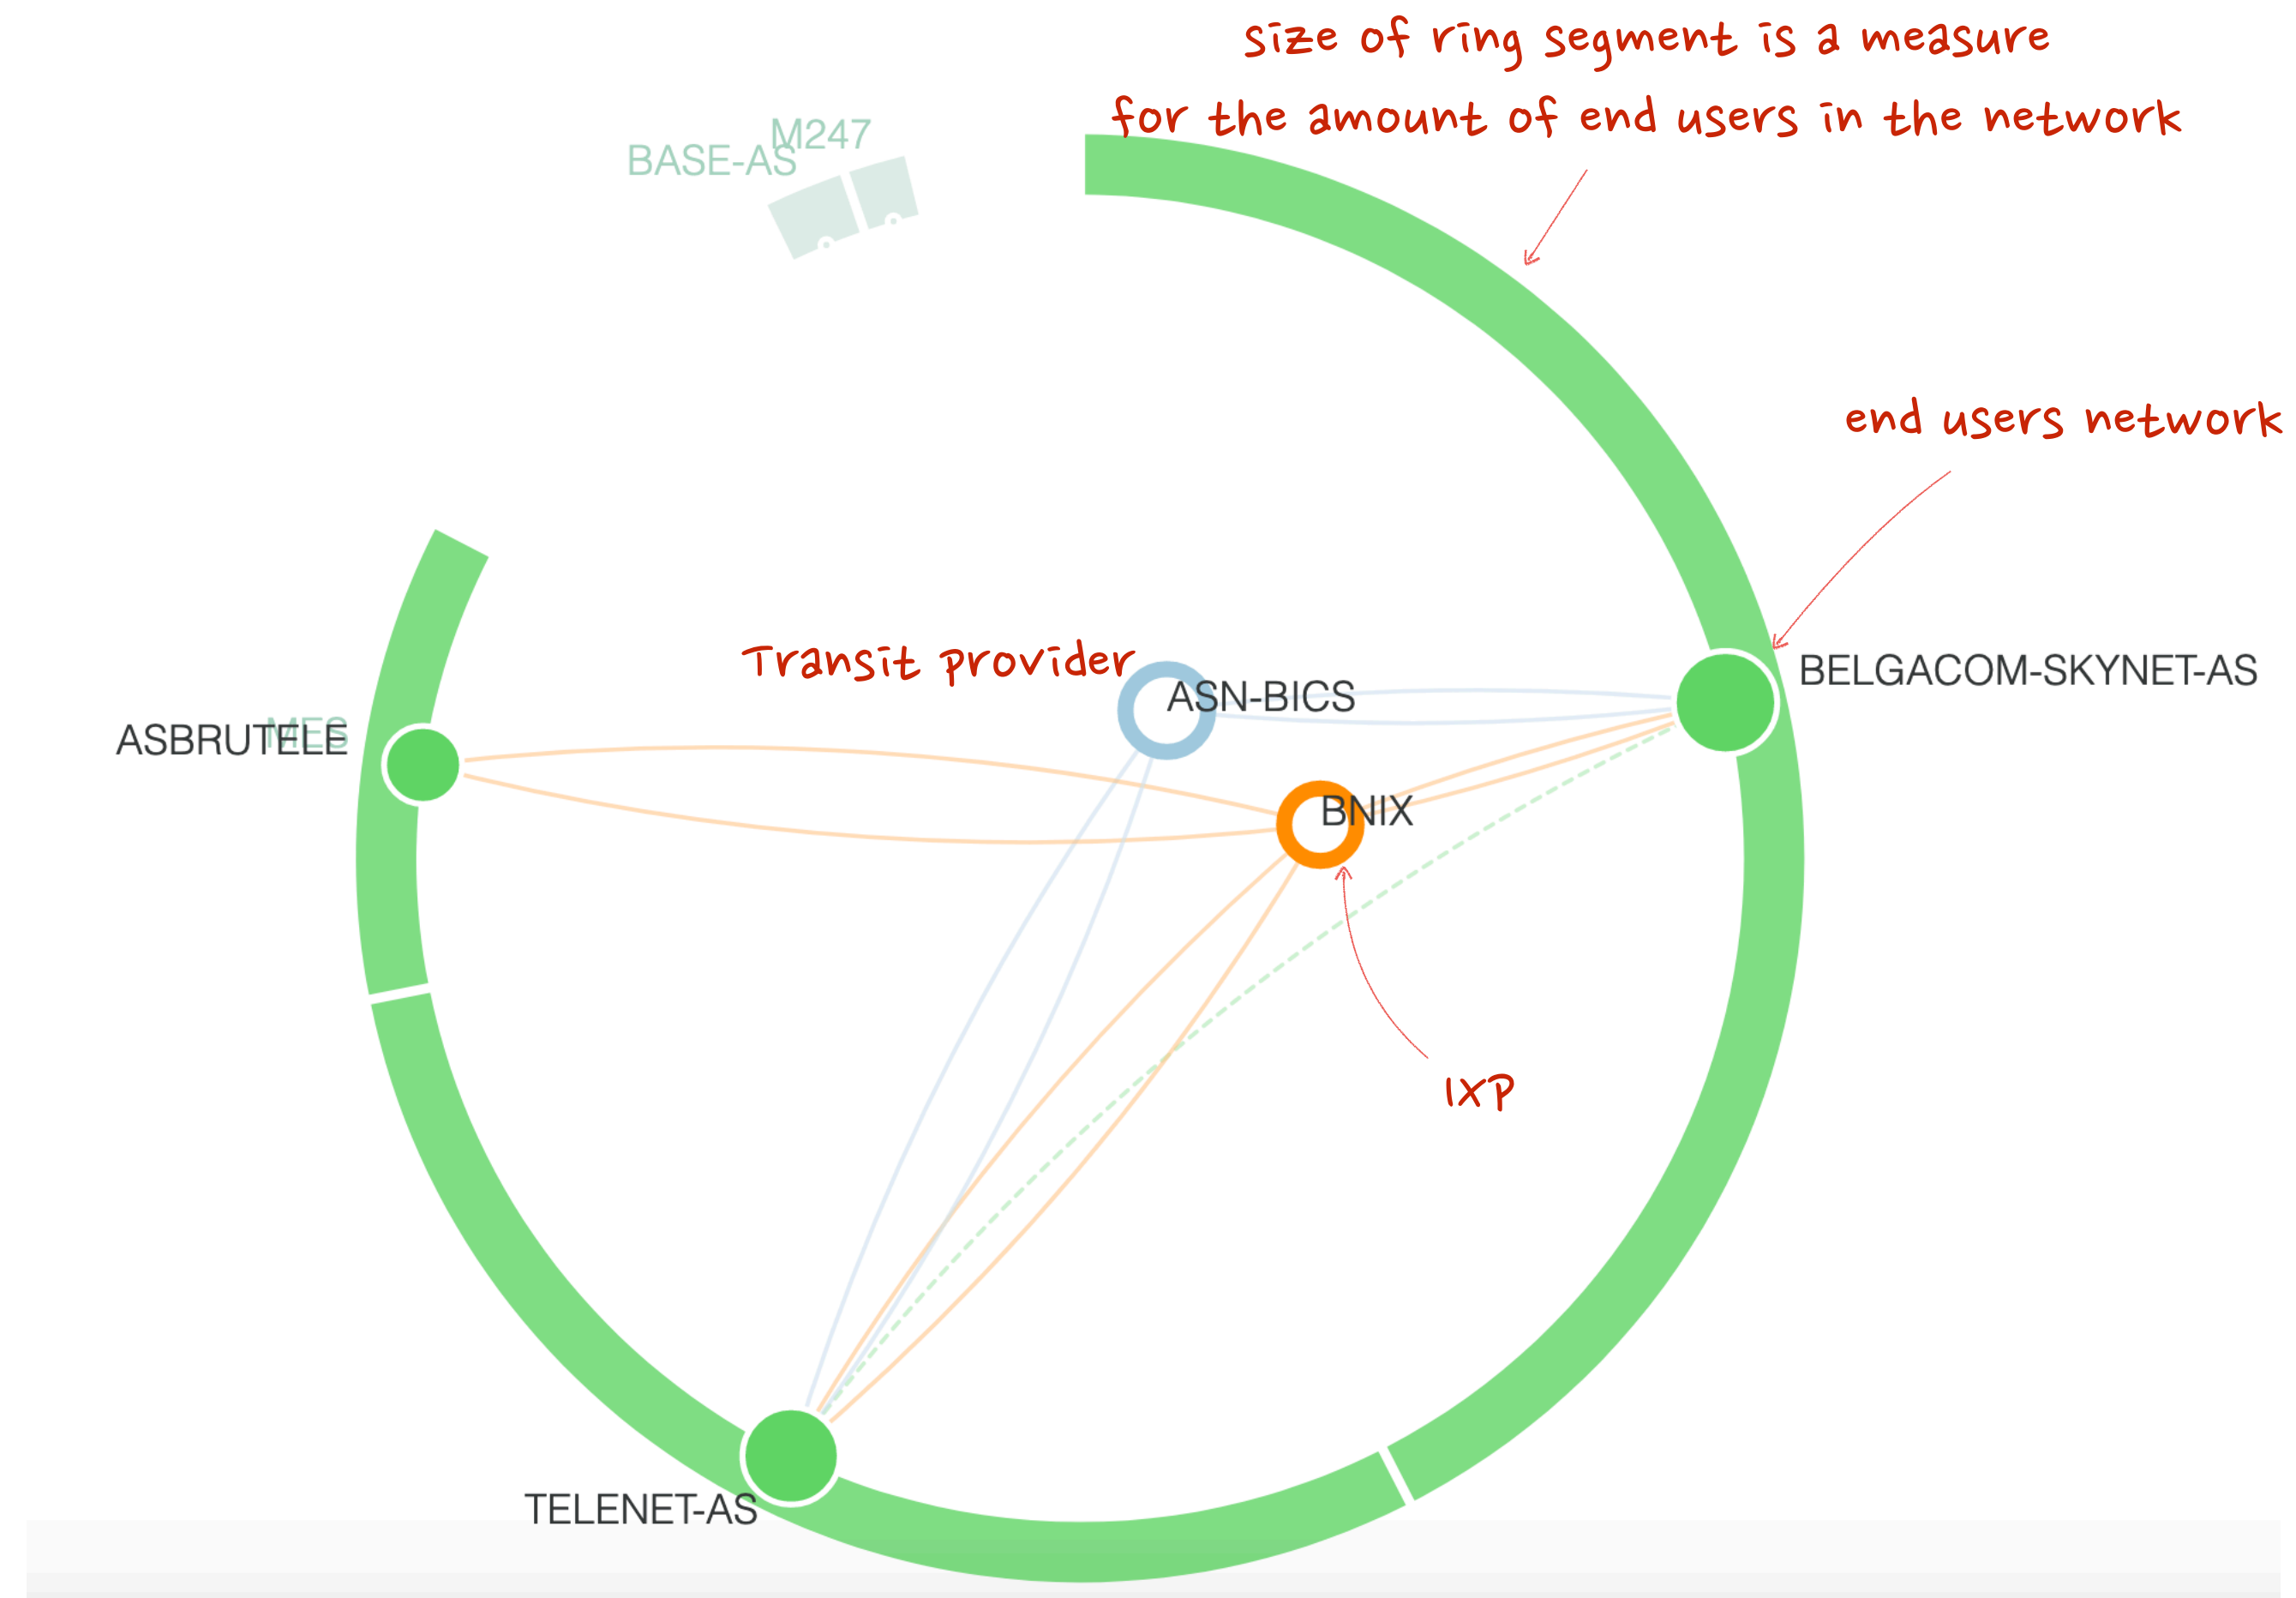 size of ring segment is a measure
for the amount of end users in the network
M247
BASE-AS
end users network
Transit provider
BELGACOM-SKYNET-AS
ASN-BICS
MES
ASBRUTELE
BNIX
IXP
TELENET-AS